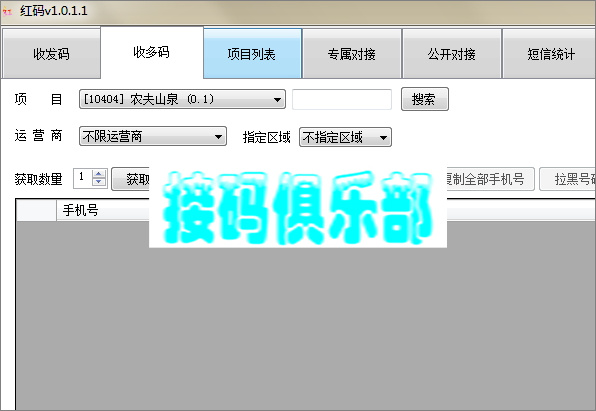 红码v1.0.1.1
收发码 收多码 项目列表 专属对接 公开对接 短信统计
项 目 [10404] 农夫山泉 (0.1) 搜索
运 营 商 不限运营商 指定区域 不指定区域
获取数量 1 获取 制全部手机号 拉黑号
手机号
接码俱乐部